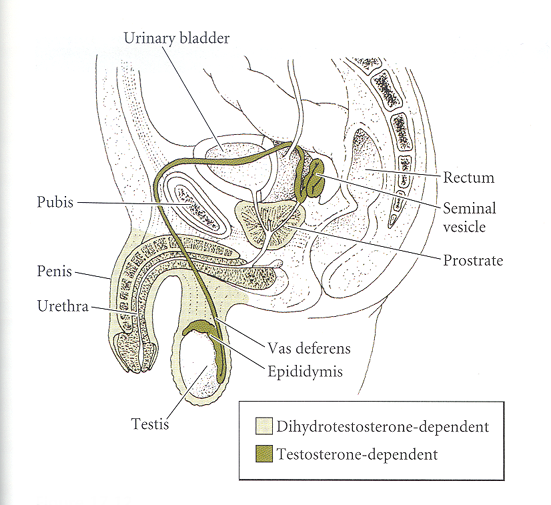 Urinary bladder
Pubis
Penis
Urethra
Rectum
Seminal
vesicle
Prostrate
Vas deferens
Epididymis
Testis
Dihydrotestosterone-dependent
Testosterone-dependent